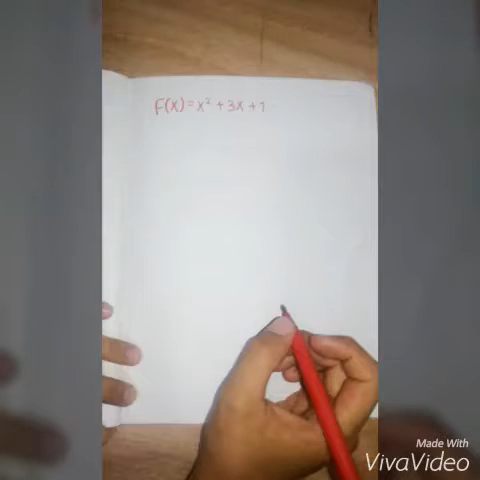 F(x) = x² + 3x + 1
Made With
VivaVideo